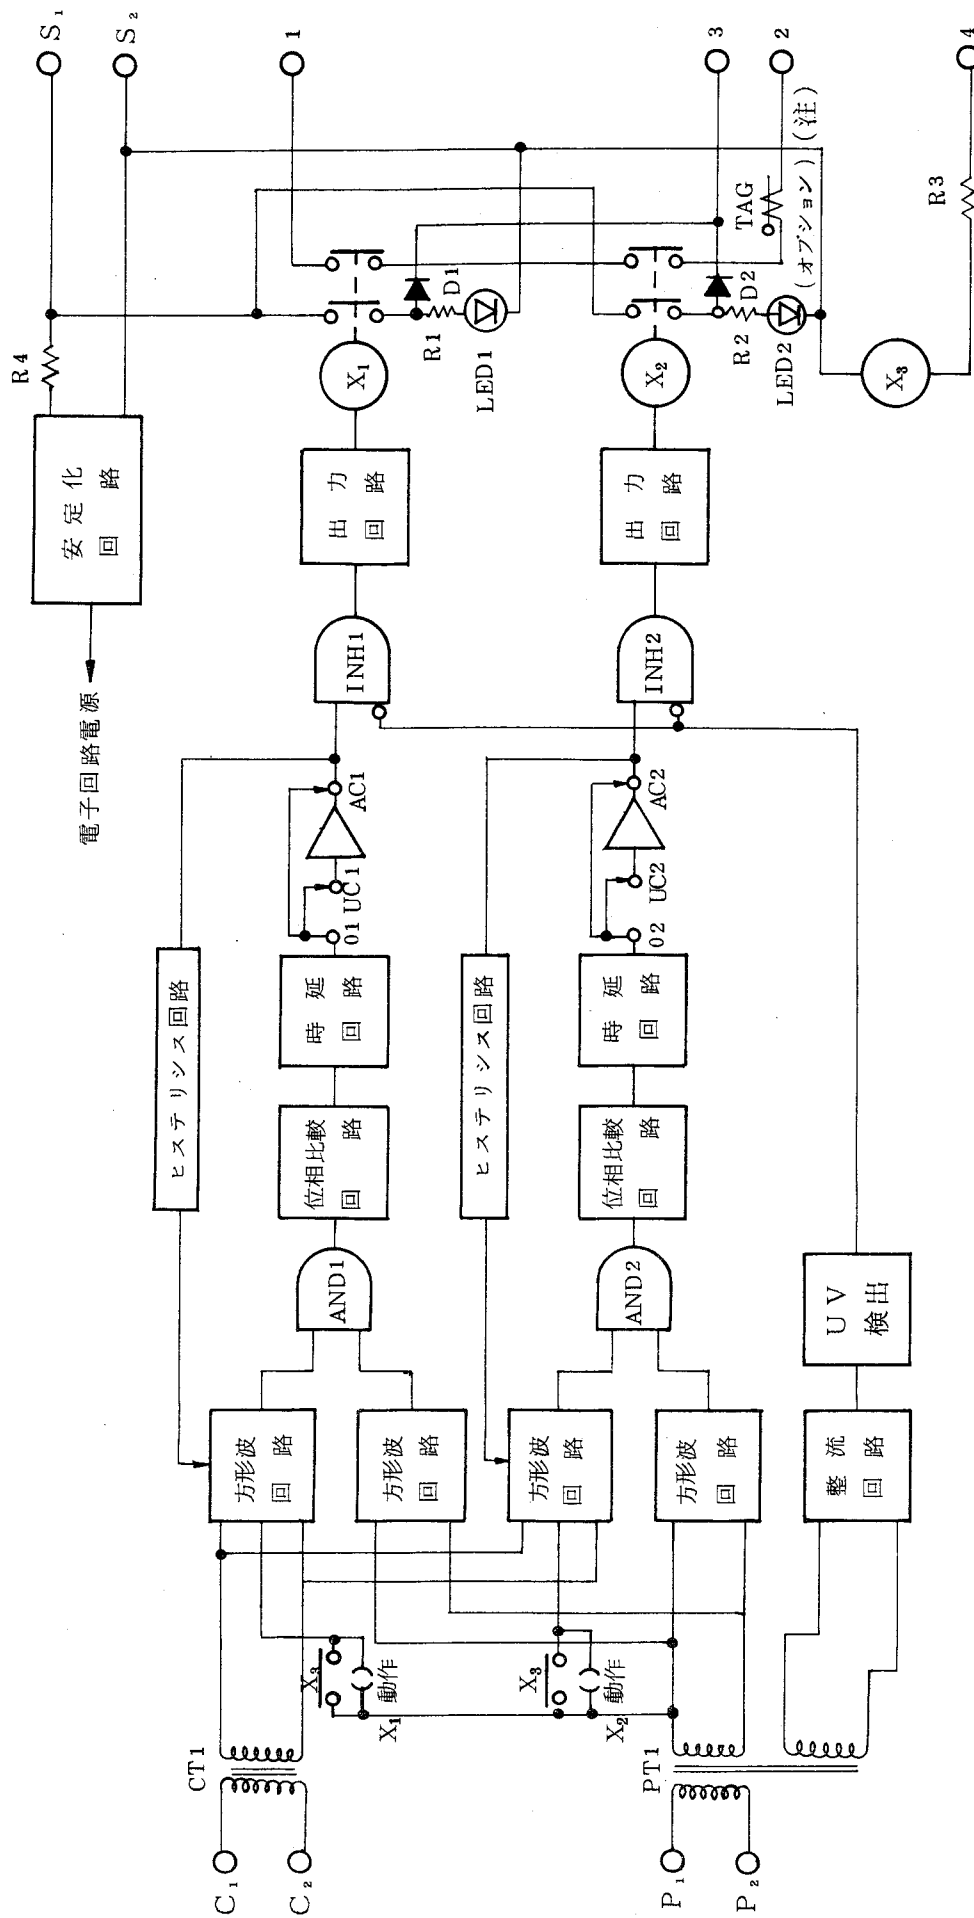 C₁
C₂
P₁
P₂
CT1
PT1
X₃
動作
X₁
X₃
動作
X₂
方形波
回路
方形波
回路
方形波
回路
方形波
回路
整流
回路
UV
検出
AND1
AND2
ヒステリシス回路
ヒステリシス回路
位相比較
回路
位相比較
回路
時延
回路
時延
回路
01
UC1
AC1
02
UC2
AC2
INH1
INH2
電子回路電源
安定化
回路
出力
回路
出力
回路
X₁
X₂
X₃
R4
R1
D1
LED1
R2
D2
LED2
TAG
(オプション)(注)
R3
S₁
S₂
1
3
2
4